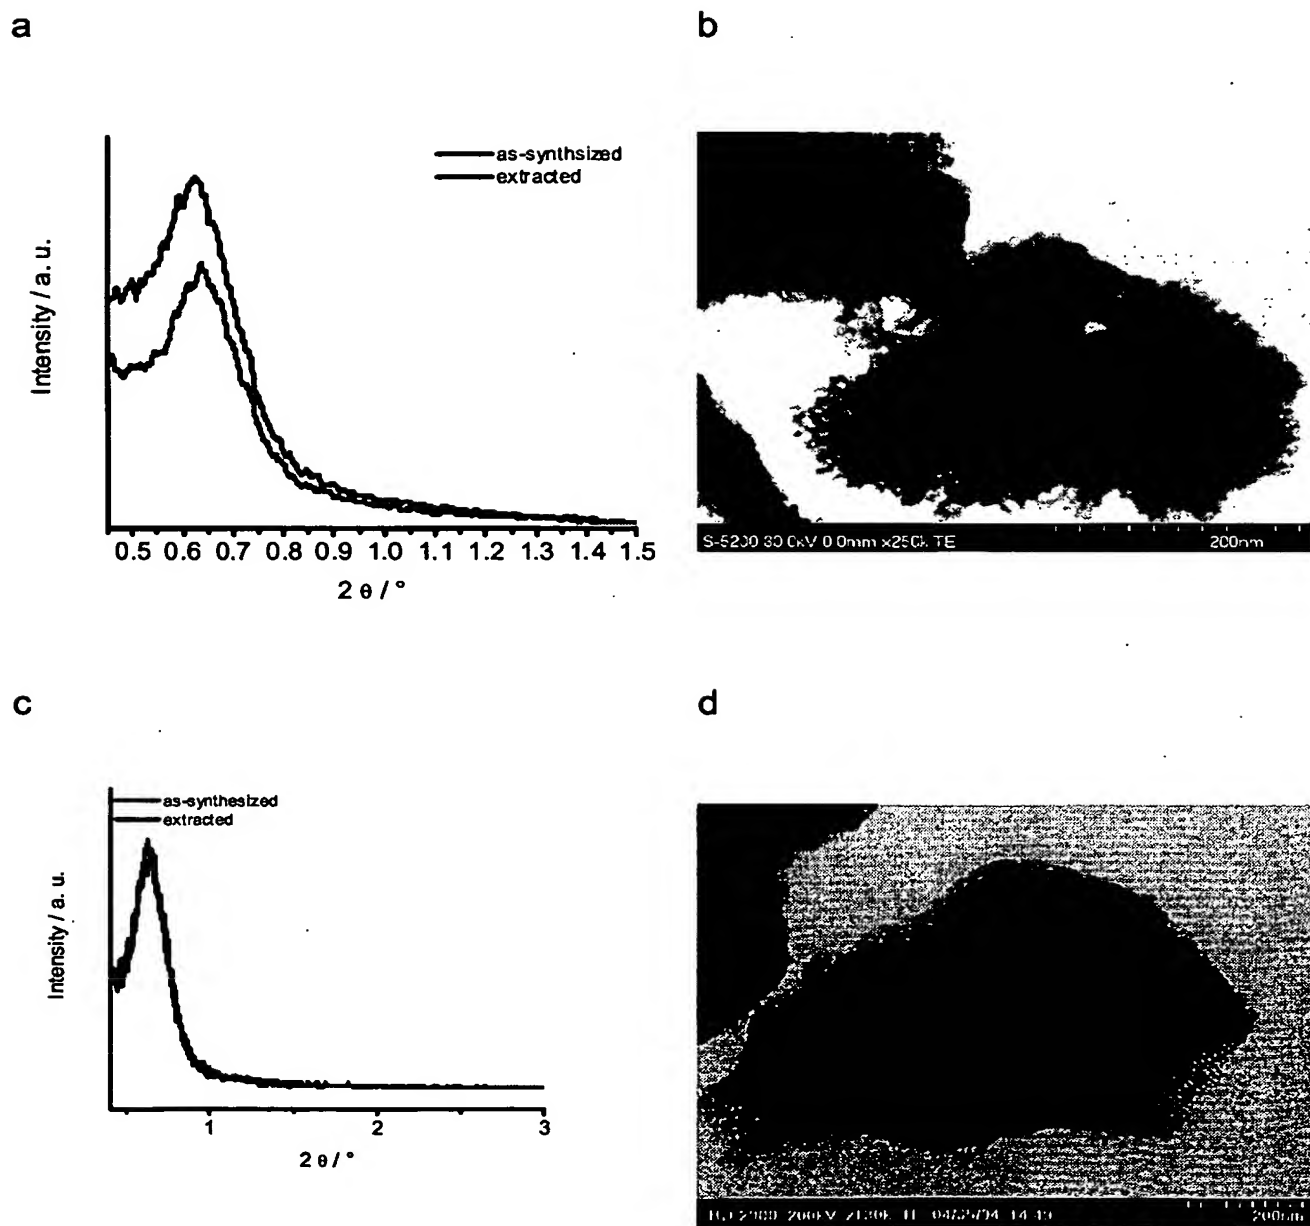 a
b
as-synthsized
extracted
Intensity / a. u.
0.5 0.6 0.7 0.8 0.9 1.0 1.1 1.2 1.3 1.4 1.5
2 θ / °
200nm
c
d
as-synthesized
extracted
Intensity / a. u.
1 2 3
2 θ / °
200nm